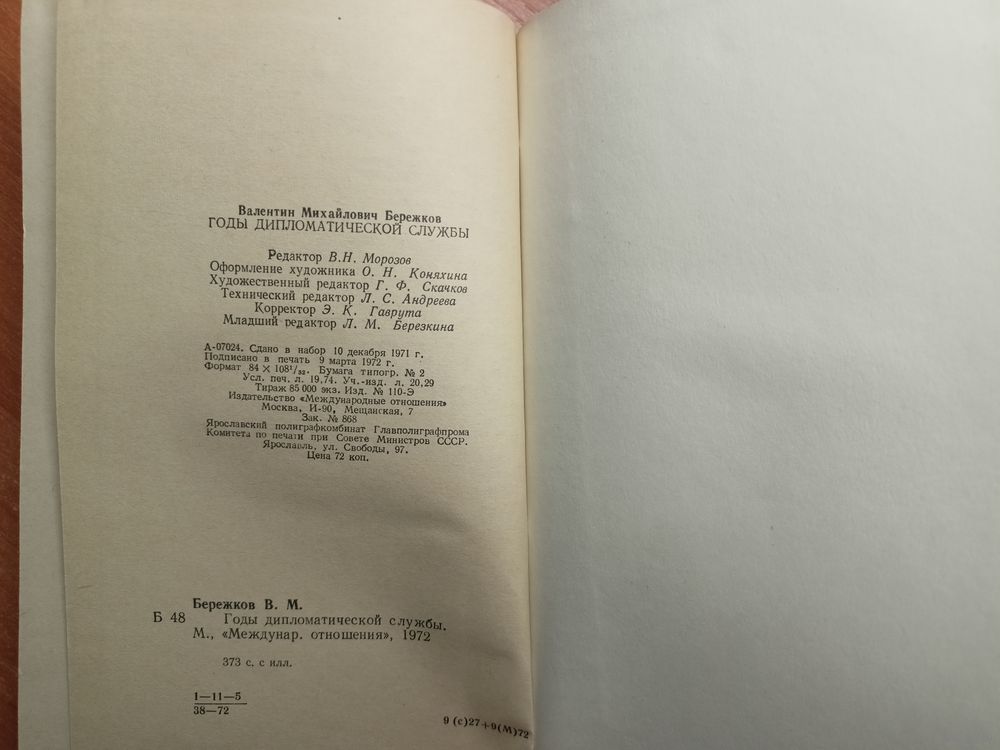 Валентин Михайлович Бережков
ГОДЫ ДИПЛОМАТИЧЕСКОЙ СЛУЖБЫ
Редактор В.Н. Морозов
Оформление художника О. Н. Коняхина
Художественный редактор Г. Ф. Скачков
Технический редактор Л. С. Андреева
Корректор Э. К. Гаврута
Младший редактор Л. М. Березкина
А-07024. Сдано в набор 10 декабря 1971 г.
Подписано в печать 9 марта 1972 г.
Формат 84 × 108¹/₃₂. Бумага типогр. № 2
Усл. печ. л. 19,74. Уч.-изд. л. 20,29
Тираж 85 000 экз. Изд. № 110-Э
Издательство «Международные отношения»
Москва, И-90, Мещанская, 7
Зак. № 868
Ярославский полиграфкомбинат Главполиграфпрома
Комитета по печати при Совете Министров СССР.
Ярославль, ул. Свободы, 97.
Цена 72 коп.
Бережков В. М.
Б 48 Годы дипломатической службы.
М., «Междунар. отношения», 1972
373 с. с илл.
1—11—5
38—72
9 (с)27+9(М)72